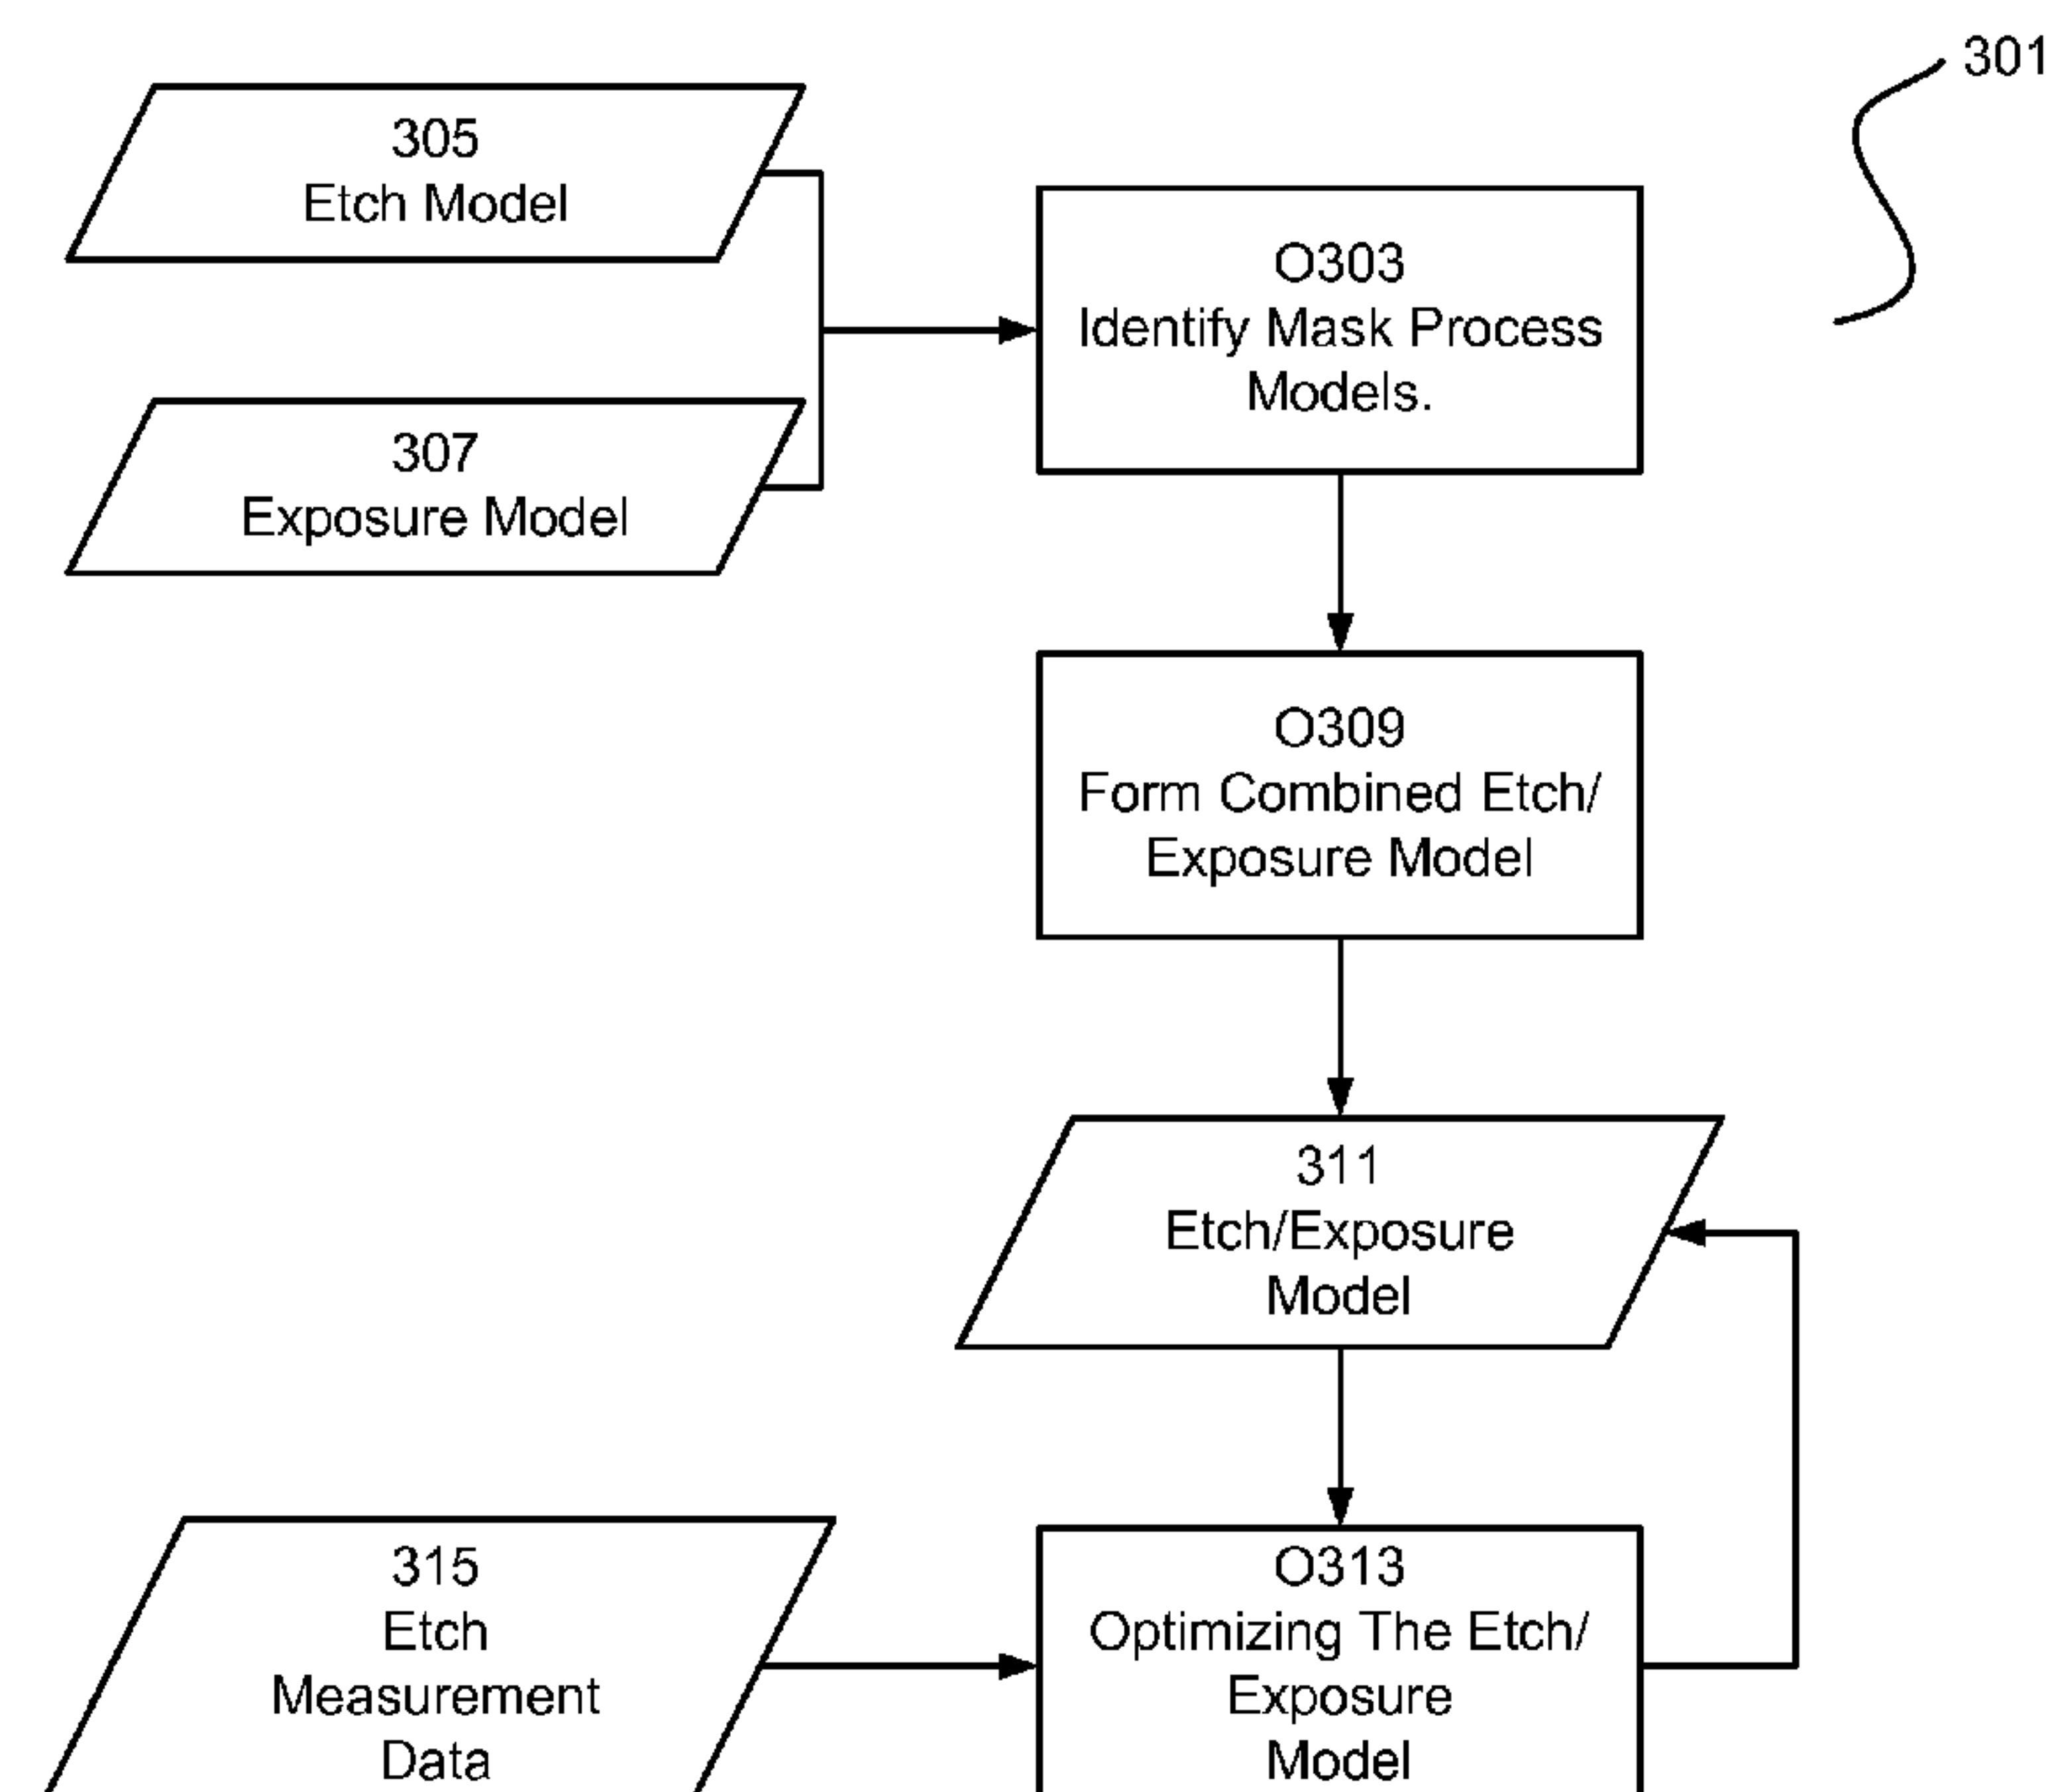 301
305
Etch Model
O303
Identify Mask Process
Models.
307
Exposure Model
O309
Form Combined Etch/
Exposure Model
311
Etch/Exposure
Model
315
Etch
Measurement
Data
O313
Optimizing The Etch/
Exposure
Model